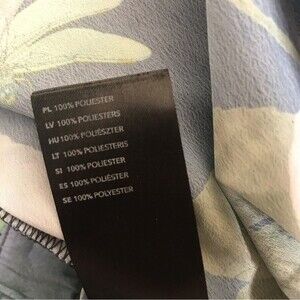 PL 100% POLIESTER
LV 100% POLIESTERS
HU 100% POLIÉSZTER
LT 100% POLIESTERIS
SI 100% POLIESTER
ES 100% POLIÉSTER
SE 100% POLYESTER